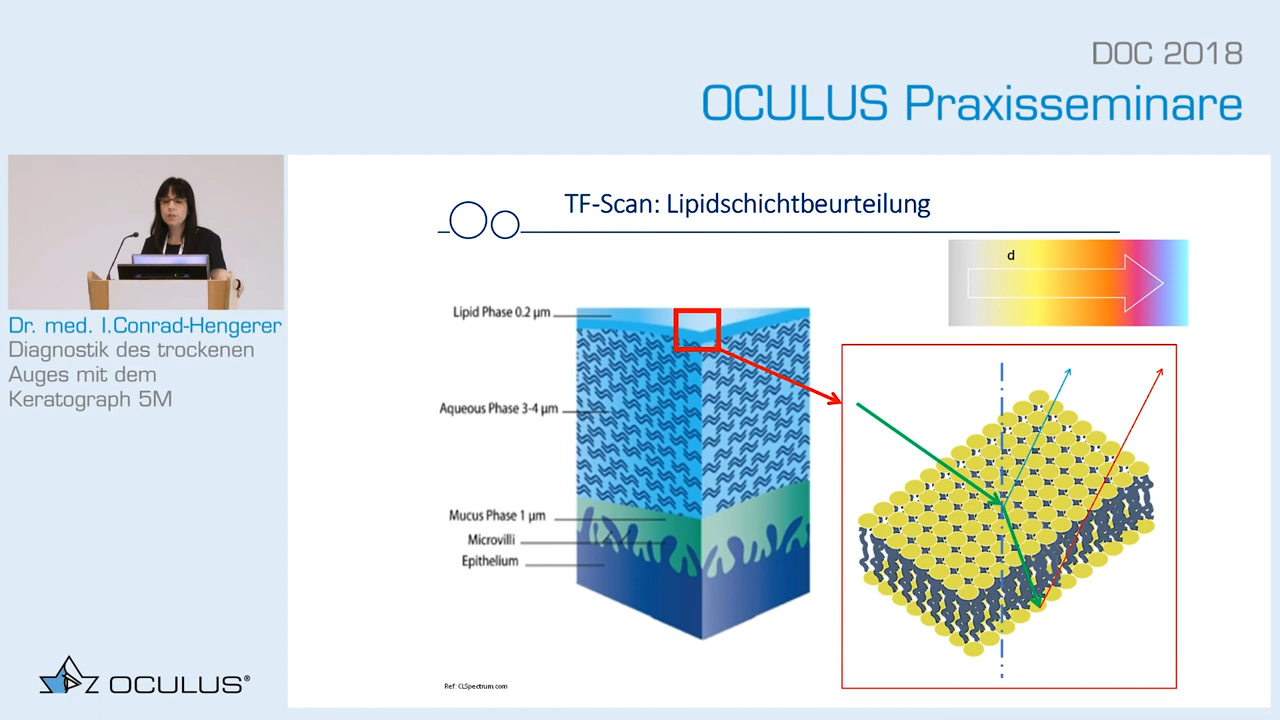 DOC 2018
OCULUS Praxisseminare
Dr. med. I.Conrad-Hengerer
Diagnostik des trockenen
Auges mit dem
Keratograph 5M
OCULUS®
TF-Scan: Lipidschichtbeurteilung
d
Lipid Phase 0.2 µm
Aqueous Phase 3-4 µm
Mucus Phase 1 µm
Microvilli
Epithelium
Ref: CLSpectrum.com